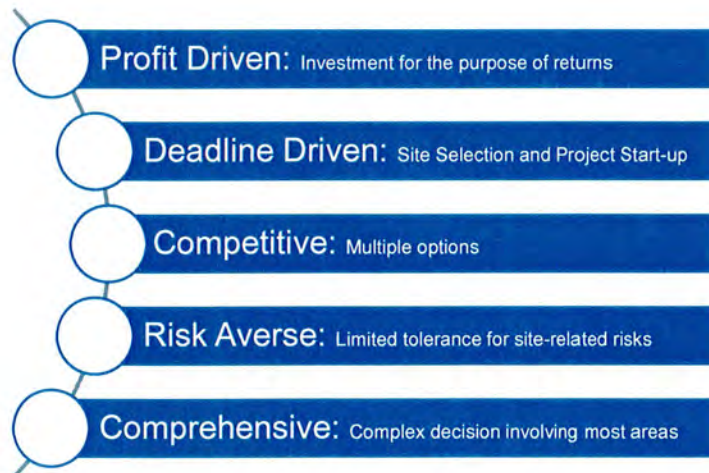 Profit Driven: Investment for the purpose of returns
Deadline Driven: Site Selection and Project Start-up
Competitive: Multiple options
Risk Averse: Limited tolerance for site-related risks
Comprehensive: Complex decision involving most areas